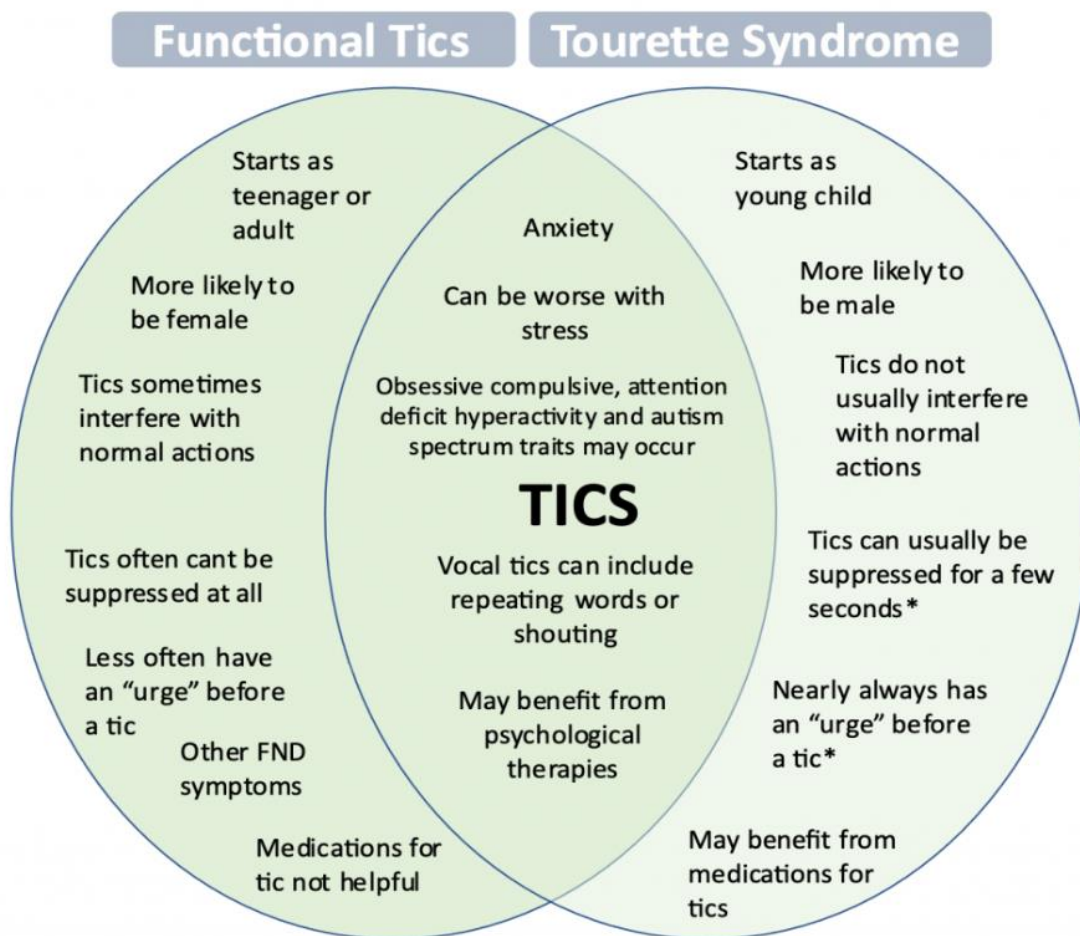 Functional Tics
Tourette Syndrome
Starts as
teenager or
adult
More likely to
be female
Tics sometimes
interfere with
normal actions
Tics often cant be
suppressed at all
Less often have
an “urge” before
a tic
Other FND
symptoms
Medications for
tic not helpful
Anxiety
Can be worse with
stress
Obsessive compulsive, attention
deficit hyperactivity and autism
spectrum traits may occur
TICS
Vocal tics can include
repeating words or
shouting
May benefit from
psychological
therapies
Starts as
young child
More likely to
be male
Tics do not
usually interfere
with normal
actions
Tics can usually be
suppressed for a few
seconds*
Nearly always has
an “urge” before
a tic*
May benefit from
medications for
tics